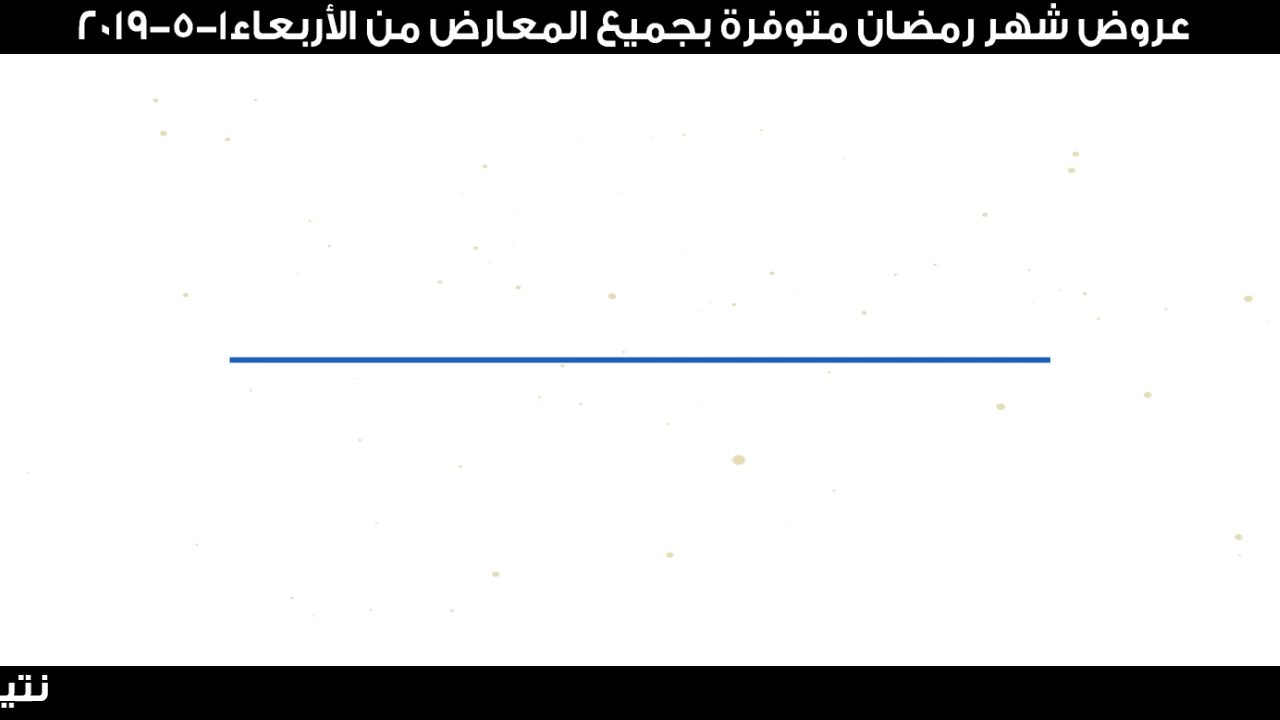 عروض شهر رمضان متوفرة بجميع المعارض من الأربعاء١-٥-٢٠١٩